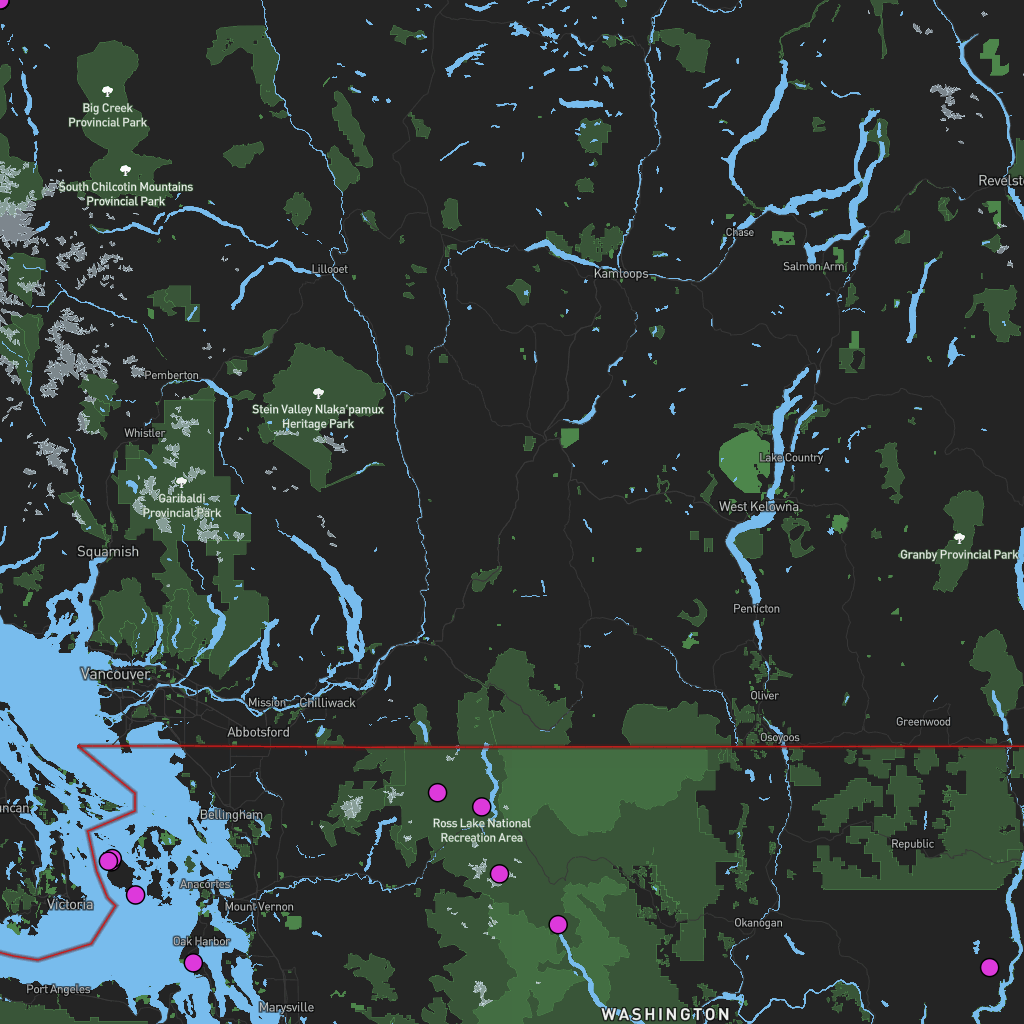 Big Creek
Provincial Park
South Chilcotin Mountains
Provincial Park
Revelst
Chase
Lillooet
Kamloops
Salmon Arm
Pemberton
Stein Valley Nlaka'pamux
Heritage Park
Whistler
Lake Country
Garibaldi
Provincial Park
West Kelowna
Squamish
Granby Provincial Park
Penticton
Vancouver
Mission
Chilliwack
Oliver
Abbotsford
Greenwood
Osoyoos
uncan
Bellingham
Ross Lake National
Recreation Area
Republic
Anacortes
Victoria
Mount Vernon
Okanogan
Oak Harbor
Port Angeles
Marysville
WASHINGTON